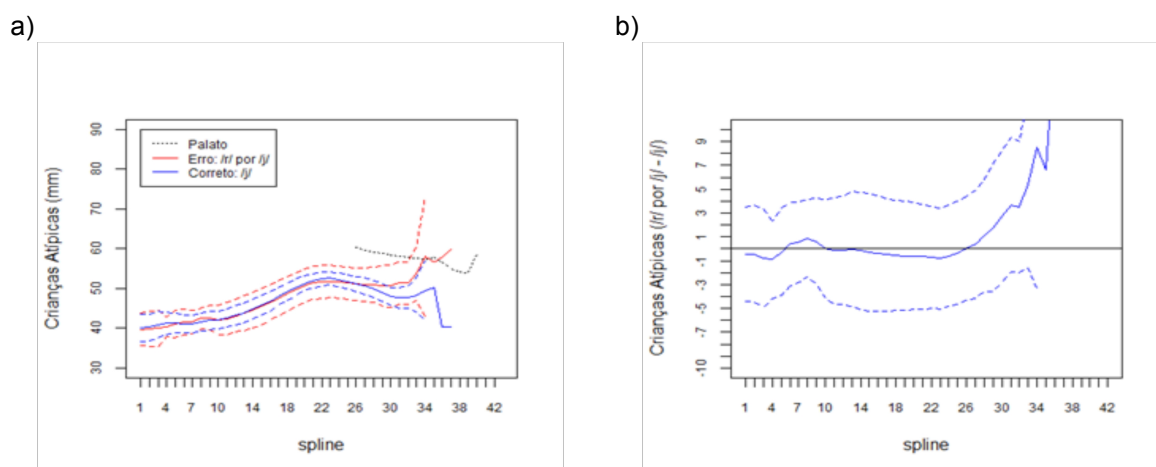 a)
Crianças Atípicas (mm)
90
80
70
60
50
40
30
Palato
Erro: /r/ por /j/
Correto: /j/
1 4 7 10 14 18 22 26 30 34 38 42
spline
b)
Crianças Atípicas (/r/ por /j/ - /j/)
9
7
5
3
1
-1
-3
-5
-7
-10
1 4 7 10 14 18 22 26 30 34 38 42
spline